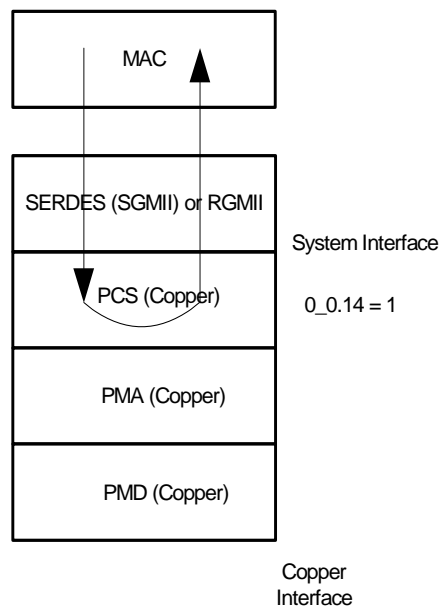 MAC
SERDES (SGMII) or RGMII
System Interface
PCS (Copper)
0_0.14 = 1
PMA (Copper)
PMD (Copper)
Copper
Interface